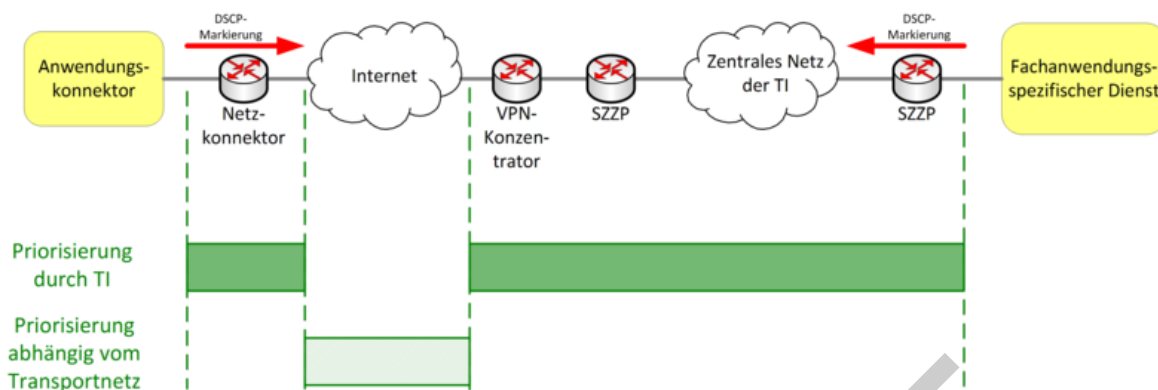 DSCP-
Markierung
DSCP-
Markierung
Anwendungs-
konnektor
Internet
Zentrales Netz
der TI
Fachanwendungs-
spezifischer Dienst
Netz-
konnektor
VPN-
Konzen-
trator
SZZP
SZZP
Priorisierung
durch TI
Priorisierung
abhängig vom
Transportnetz